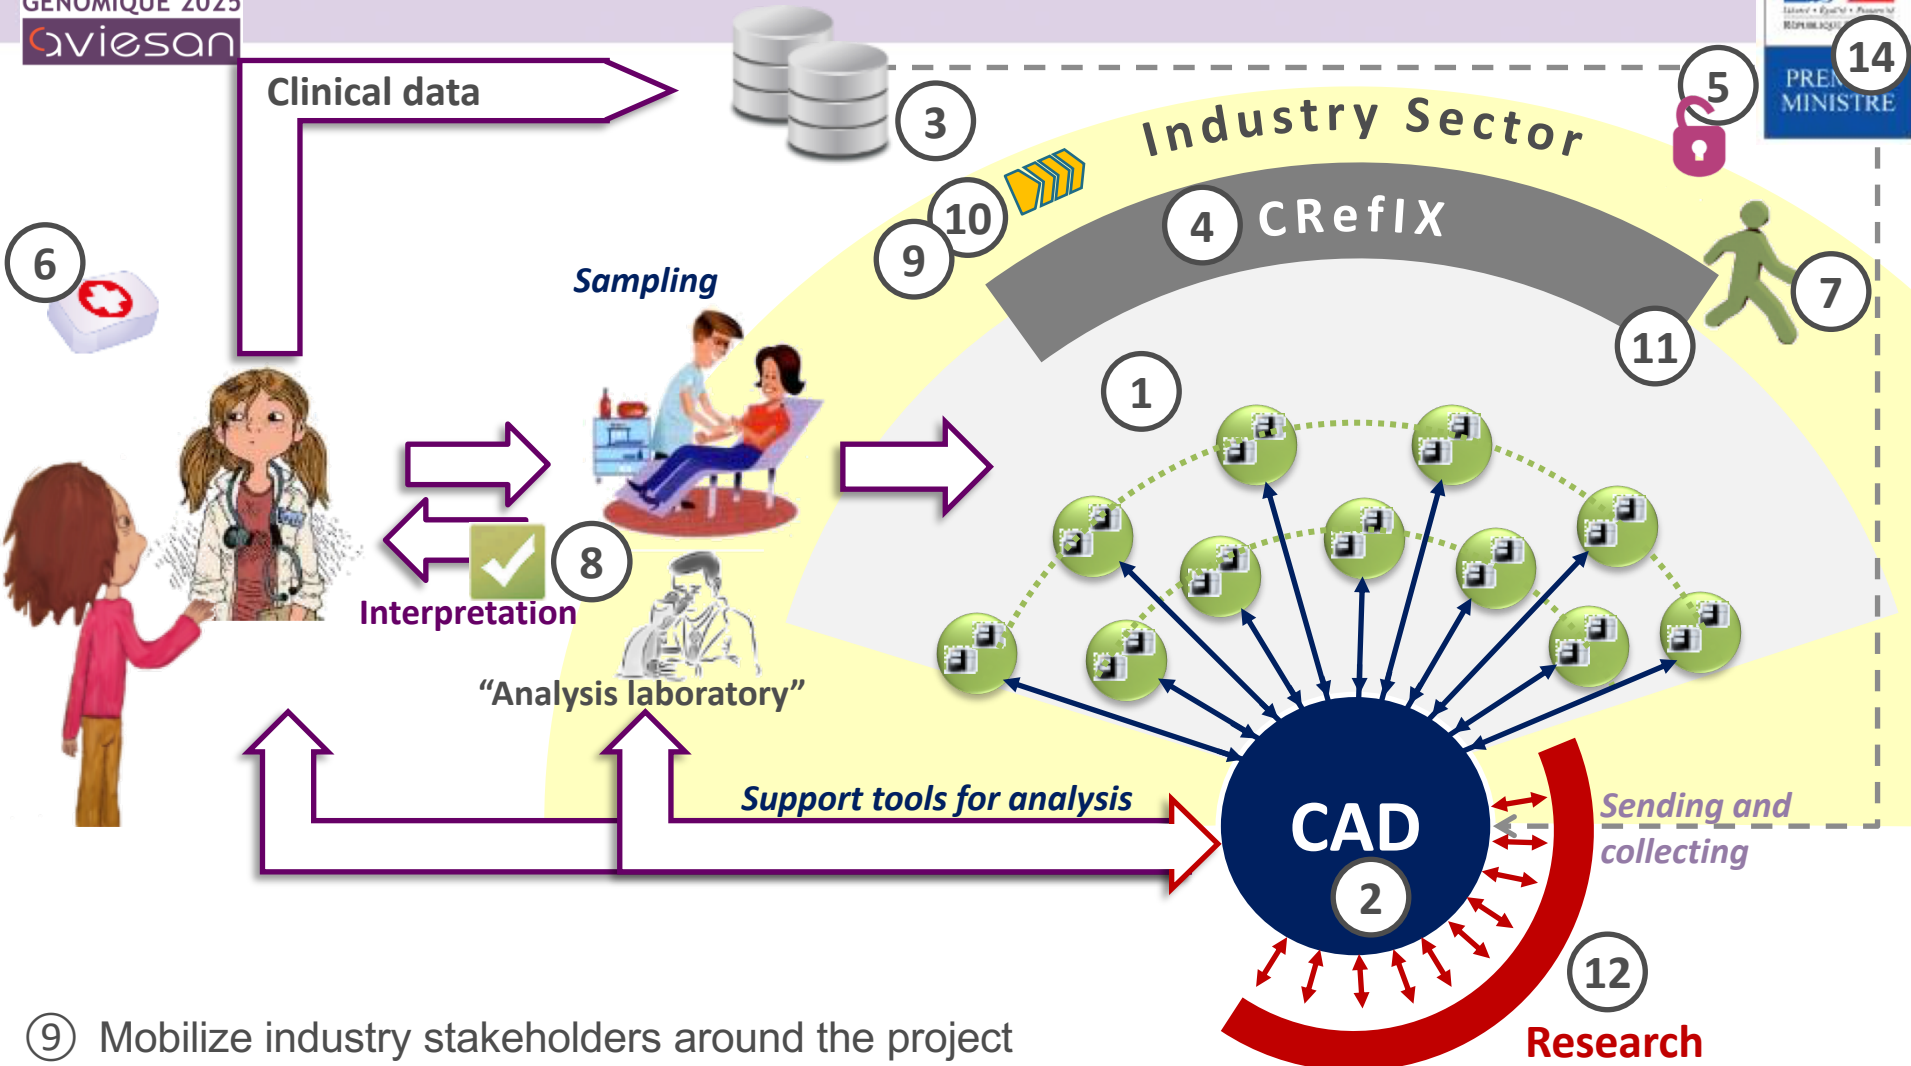 GENOMIQUE 2025
aviesan
Clinical data
3
5
14
MINISTRE
Industry Sector
10
9
4
CRefIX
6
7
Sampling
11
1
8
Interpretation
“Analysis laboratory”
Support tools for analysis
CAD
2
Sending and
collecting
12
Research
9 Mobilize industry stakeholders around the project